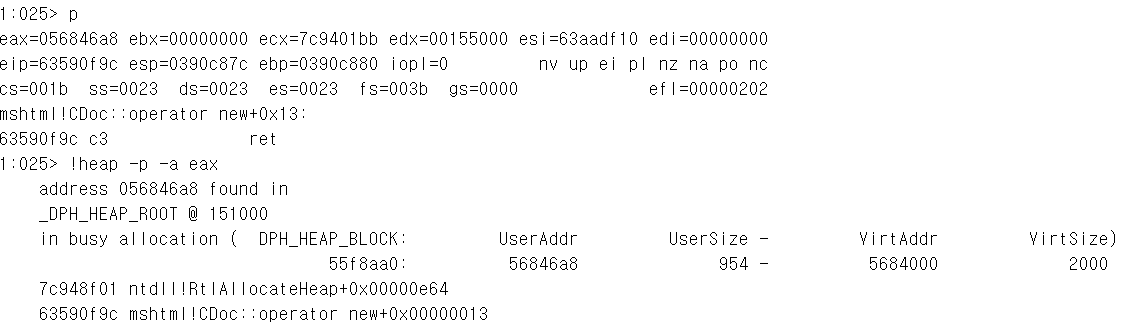 1:025> p
eax=056846a8 ebx=00000000 ecx=7c9401bb edx=00155000 esi=63aadf10 edi=00000000
eip=63590f9c esp=0390c87c ebp=0390c880 iopl=0 nv up ei pl nz na po nc
cs=001b ss=0023 ds=0023 es=0023 fs=003b gs=0000 efl=00000202
mshtml!CDoc::operator new+0x13:
63590f9c c3 ret
1:025> !heap -p -a eax
address 056846a8 found in
_DPH_HEAP_ROOT @ 151000
in busy allocation ( DPH_HEAP_BLOCK: UserAddr UserSize - VirtAddr VirtSize)
55f8aa0: 56846a8 954 - 5684000 2000
7c948f01 ntdll!RtlAllocateHeap+0x00000e64
63590f9c mshtml!CDoc::operator new+0x00000013